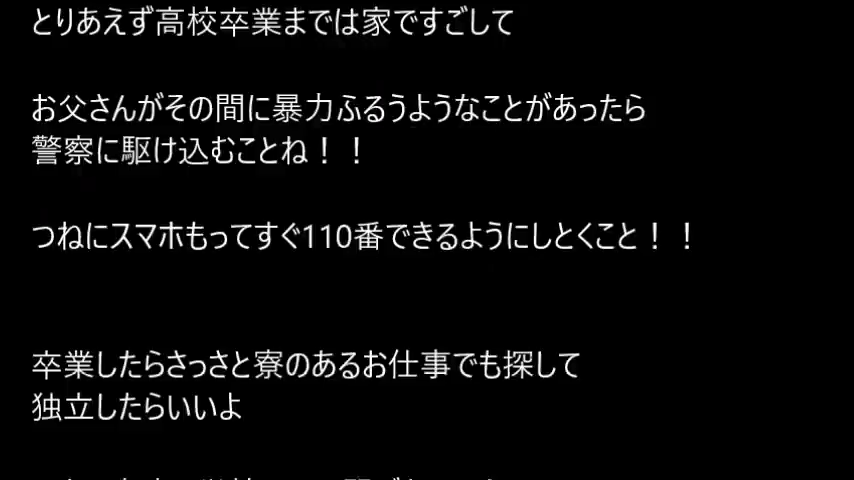 とりあえず高校卒業までは家ですごして
お父さんがその間に暴力ふるうようなことがあったら
警察に駆け込むことね！！
つねにスマホもってすぐ110番できるようにしとくこと！！
卒業したらさっさと寮のあるお仕事でも探して
独立したらいいよ